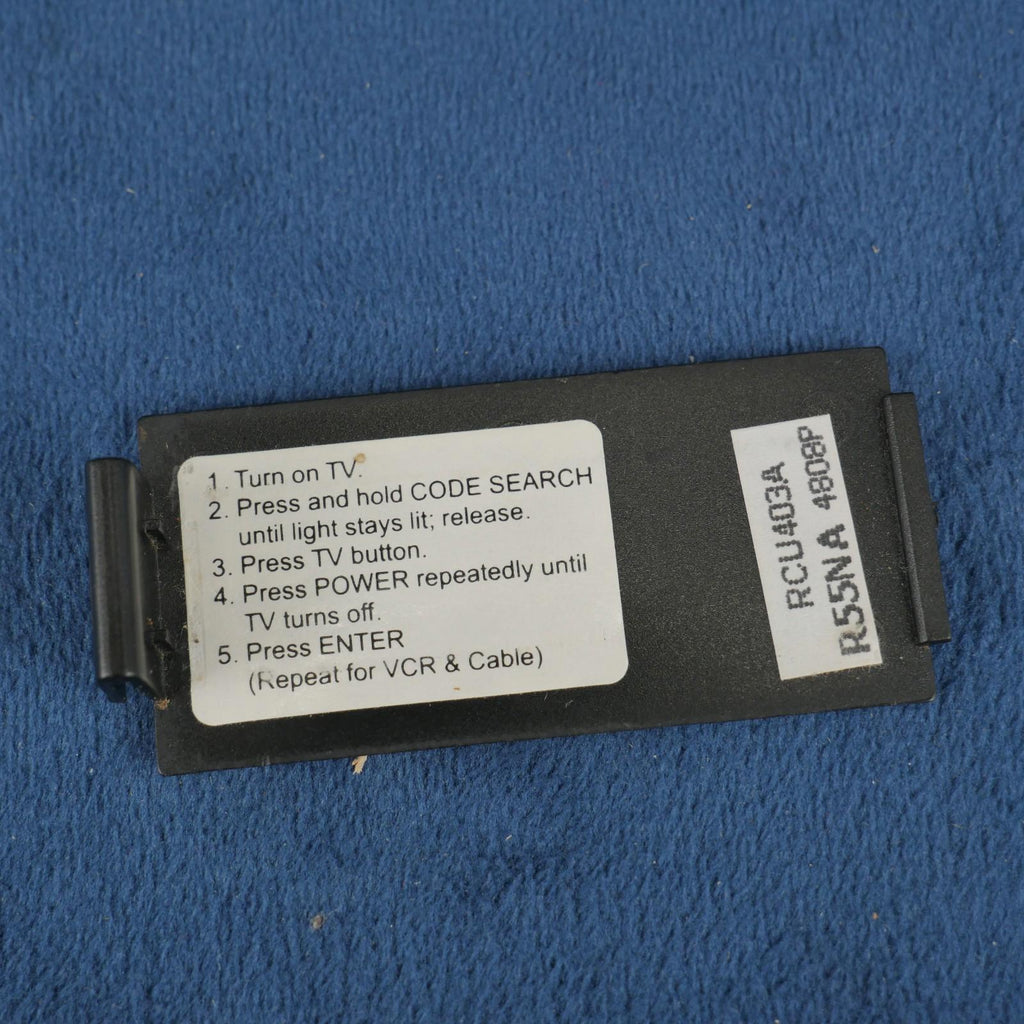 1. Turn on TV.
2. Press and hold CODE SEARCH
until light stays lit; release.
3. Press TV button.
4. Press POWER repeatedly until
TV turns off.
5. Press ENTER
(Repeat for VCR & Cable)
RCU403A
R55NA 4808P